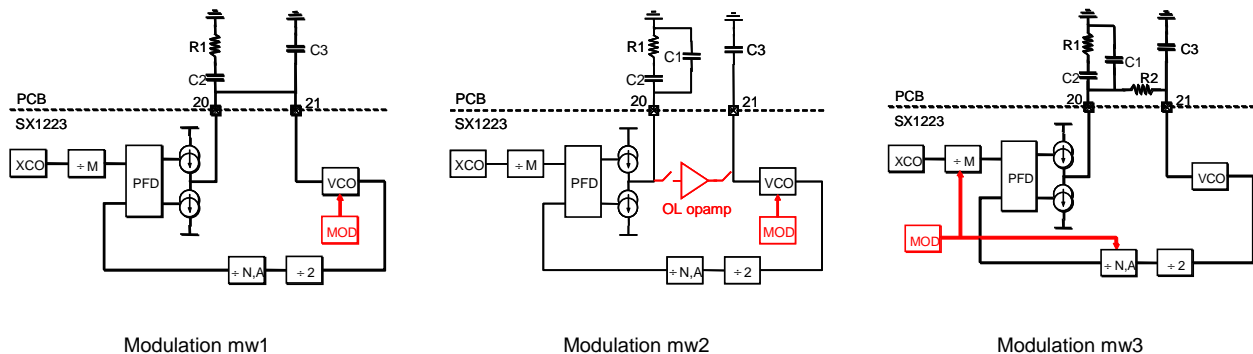 R1
C2
C3
20
21
PCB
SX1223
XCO
÷ M
PFD
VCO
MOD
÷ N,A
÷ 2
Modulation mw1
R1
C1
C2
C3
20
21
PCB
SX1223
XCO
÷ M
PFD
OL opamp
VCO
MOD
÷ N,A
÷ 2
Modulation mw2
R1
C1
C2
R2
C3
20
21
PCB
SX1223
XCO
÷ M
PFD
VCO
MOD
÷ N,A
÷ 2
Modulation mw3